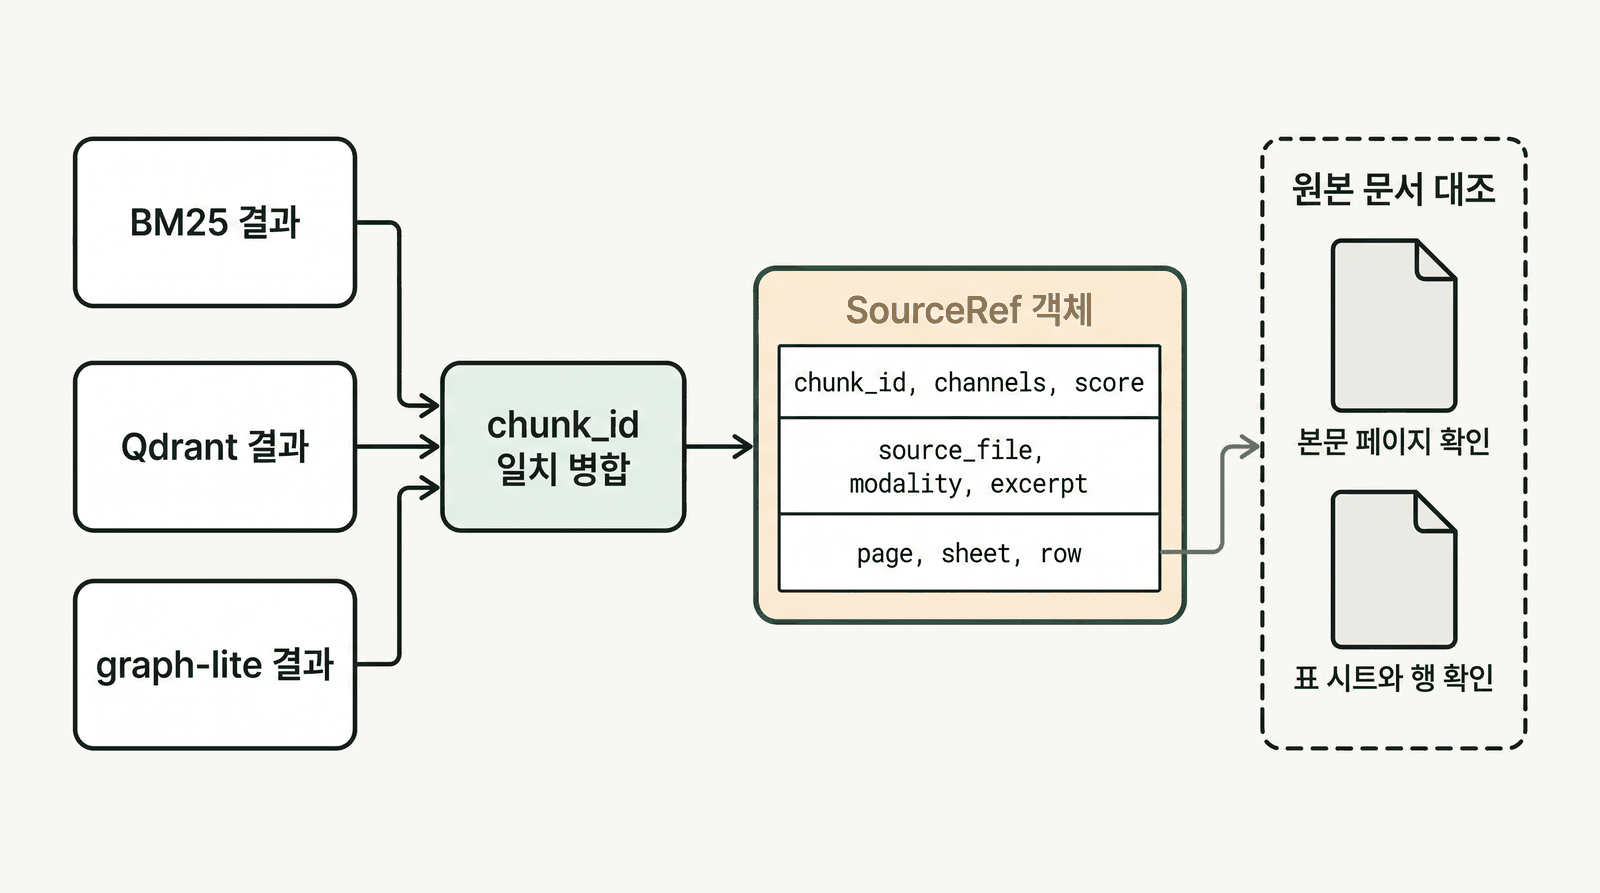 BM25 결과
Qdrant 결과
graph-lite 결과
chunk_id
일치 병합
SourceRef 객체
chunk_id, channels, score
source_file,
modality, excerpt
page, sheet, row
원본 문서 대조
본문 페이지 확인
표 시트와 행 확인